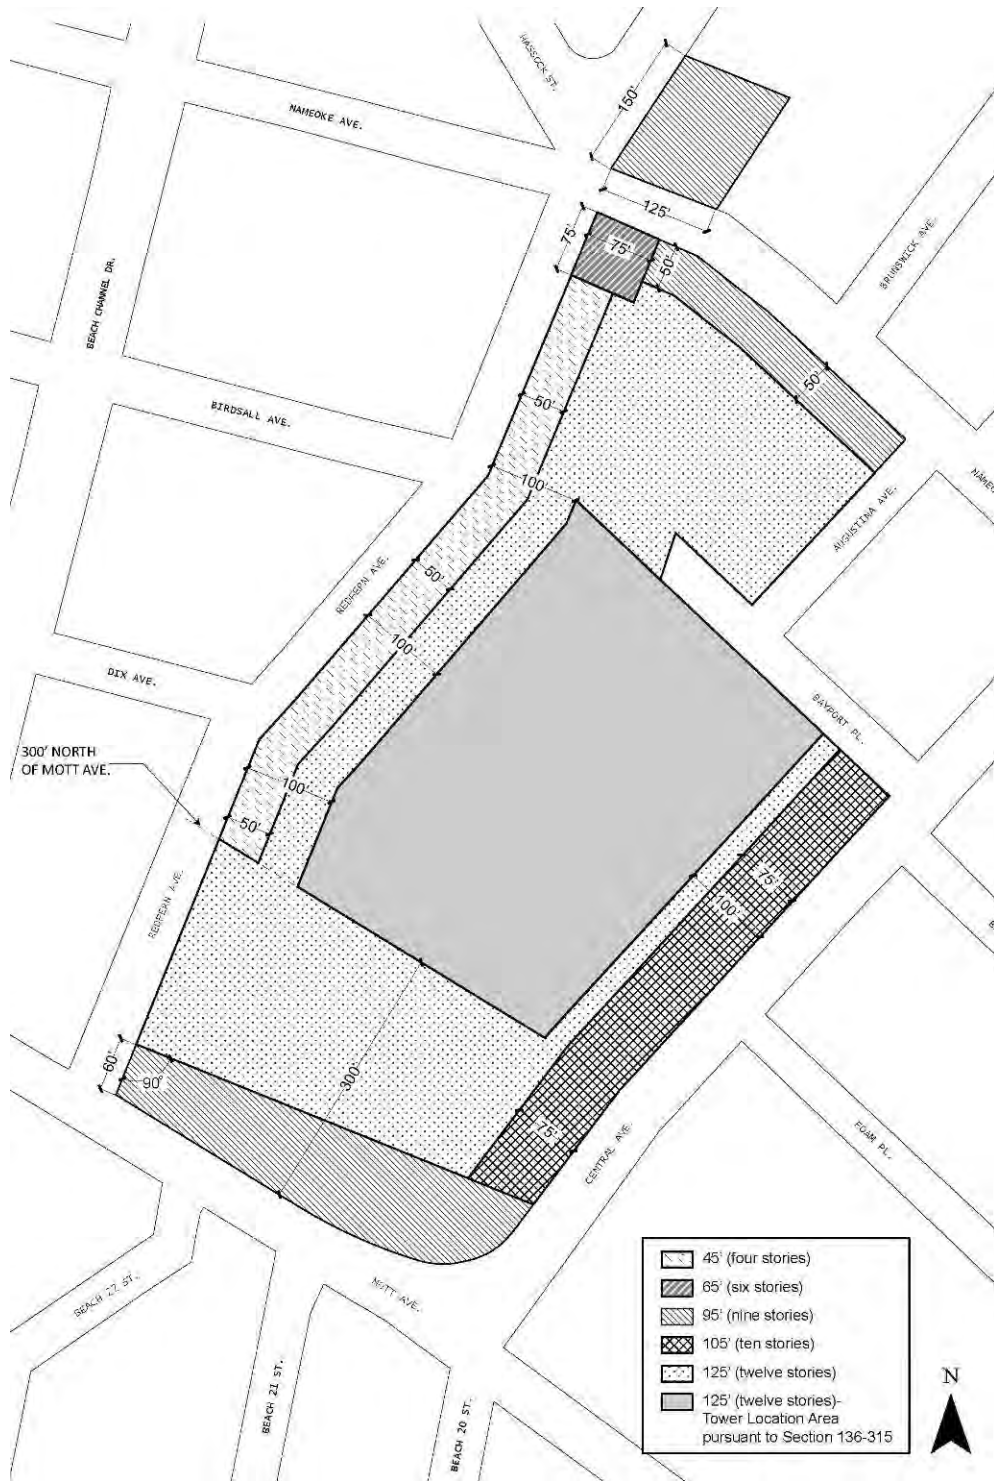 HASSOCK ST.
150'
NAMEOKE AVE.
125'
75'
75'
50'
BRUNSWICK AVE.
BEACH CHANNEL DR.
50'
50'
BIRDSALL AVE.
100'
AUGUSTINA AVE.
REDFERN AVE.
50'
100'
DIX AVE.
BAYPORT PL.
300' NORTH
OF MOTT AVE.
100'
50'
75'
100'
REDFERN AVE.
60'
90'
300'
75'
CENTRAL AVE.
FOAM PL.
BEACH 22 ST.
MOTT AVE.
BEACH 21 ST.
BEACH 20 ST.
45' (four stories)
65' (six stories)
95' (nine stories)
105' (ten stories)
125' (twelve stories)
125' (twelve stories)-
Tower Location Area
pursuant to Section 136-315
N